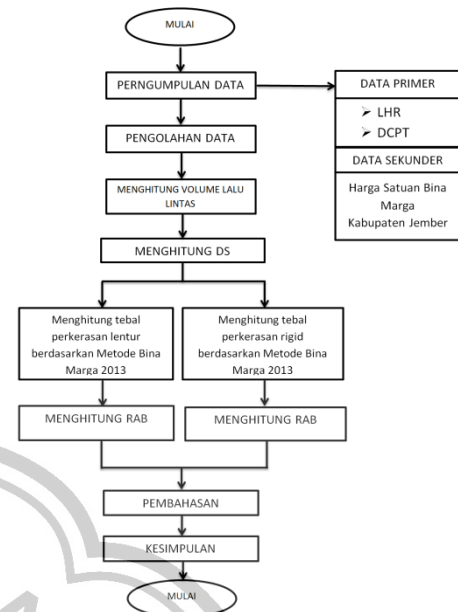 MULAI
PERNGUMPULAN DATA
DATA PRIMER
➢ LHR
➢ DCPT
DATA SEKUNDER
Harga Satuan Bina
Marga
Kabupaten Jember
PENGOLAHAN DATA
MENGHITUNG VOLUME LALU
LINTAS
MENGHITUNG DS
Menghitung tebal
perkerasan lentur
berdasarkan Metode Bina
Marga 2013
Menghitung tebal
perkerasan rigid
berdasarkan Metode Bina
Marga 2013
MENGHITUNG RAB
MENGHITUNG RAB
PEMBAHASAN
KESIMPULAN
MULAI